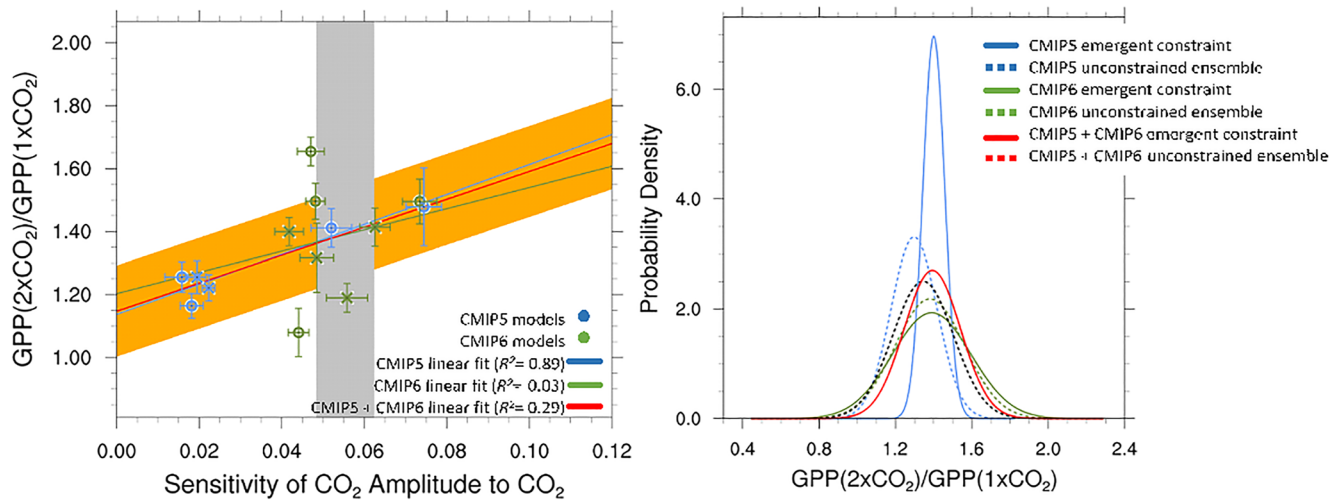 GPP(2xCO₂)/GPP(1xCO₂)
2.00
1.80
1.60
1.40
1.20
1.00
CMIP5 models
CMIP6 models
CMIP5 linear fit (R²= 0.89)
CMIP6 linear fit (R²= 0.03)
CMIP5 + CMIP6 linear fit (R²= 0.29)
0.00 0.02 0.04 0.06 0.08 0.10 0.12
Sensitivity of CO₂ Amplitude to CO₂
Probability Density
6.0
4.0
2.0
0.0
CMIP5 emergent constraint
CMIP5 unconstrained ensemble
CMIP6 emergent constraint
CMIP6 unconstrained ensemble
CMIP5 + CMIP6 emergent constraint
CMIP5 + CMIP6 unconstrained ensemble
0.4 0.8 1.2 1.6 2.0 2.4
GPP(2xCO₂)/GPP(1xCO₂)